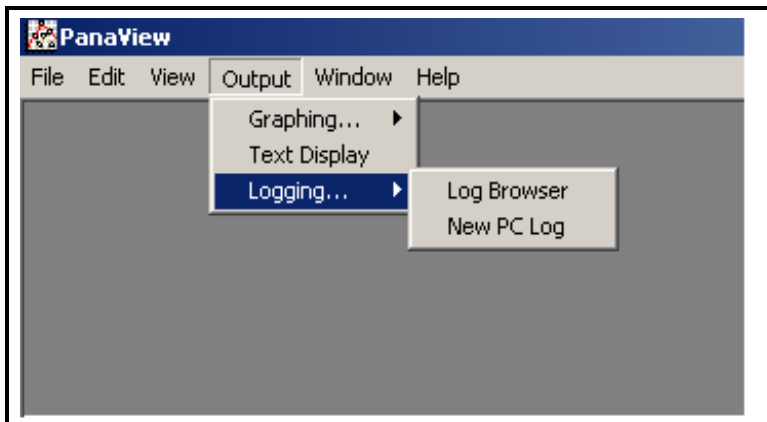 PanaView
File Edit View Output Window Help
Graphing...
Text Display
Logging...
Log Browser
New PC Log